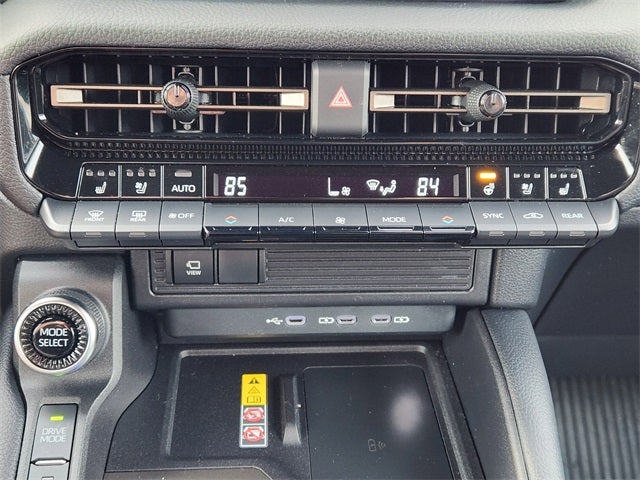 AUTO
85
84
FRONT
REAR
OFF
A/C
MODE
SYNC
REAR
VIEW
MODE
SELECT
DRIVE
MODE